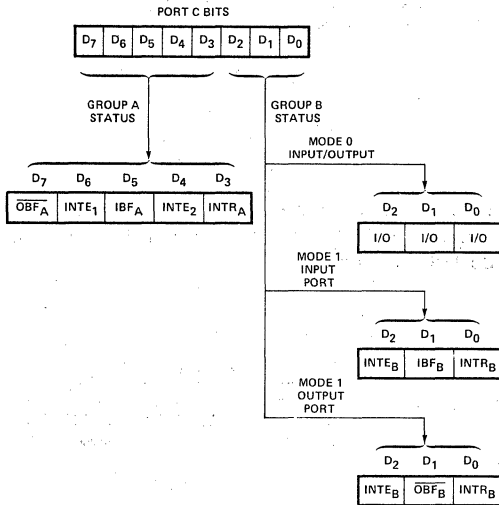 PORT C BITS
D7 D6 D5 D4 D3 D2 D1 D0
GROUP A
STATUS
GROUP B
STATUS
D7 D6 D5 D4 D3
O̅B̅F̅A INTE1 IBFA INTE2 INTRA
MODE 0
INPUT/OUTPUT
D2 D1 D0
I/O I/O I/O
MODE 1
INPUT
PORT
D2 D1 D0
INTEB IBFB INTRB
MODE 1
OUTPUT
PORT
D2 D1 D0
INTEB O̅B̅F̅B INTRB